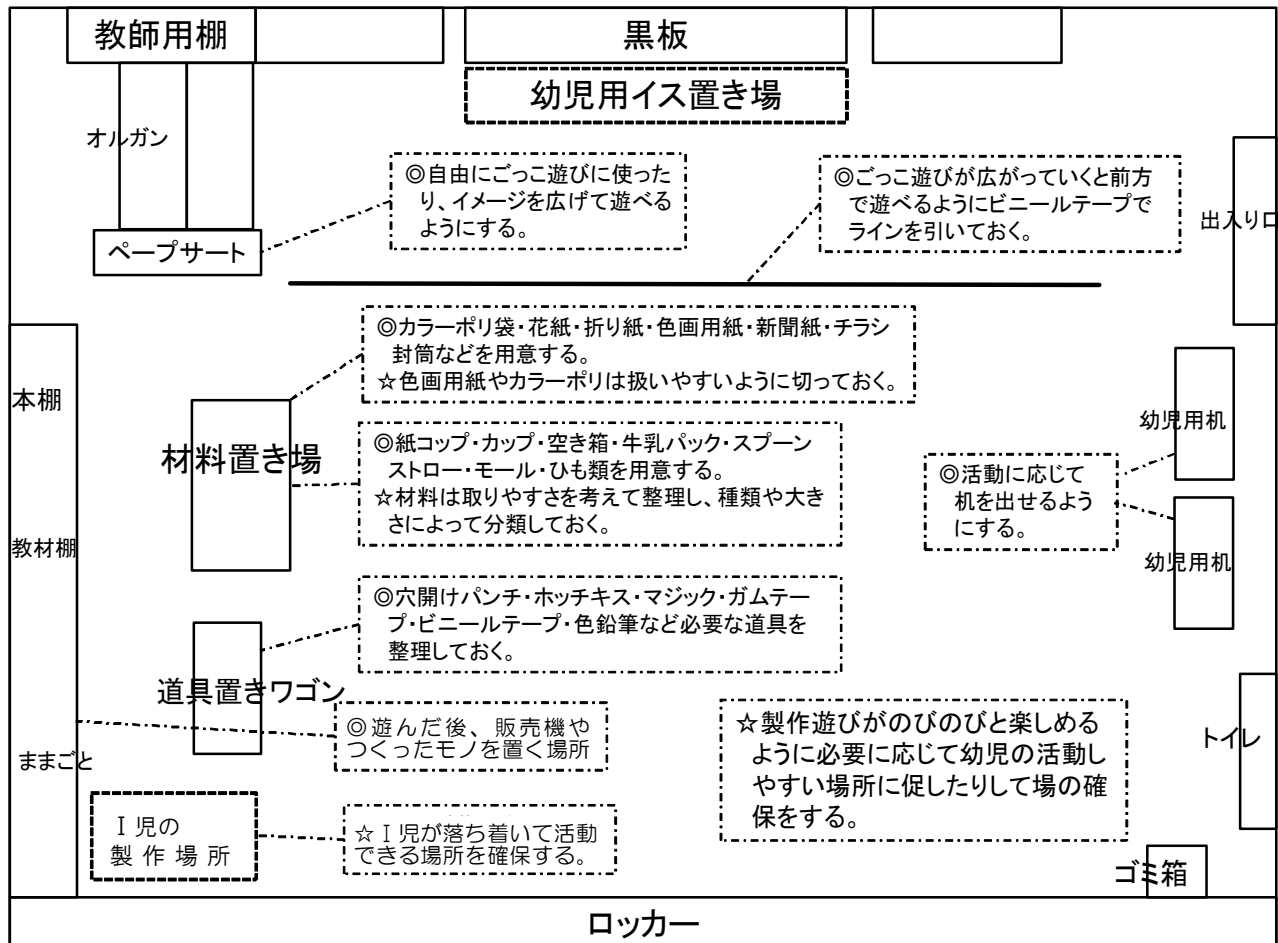 教師用棚
黒板
幼児用イス置き場
オルガン
◎自由にごっこ遊びに使った
り、イメージを広げて遊べる
ようにする。
◎ごっこ遊びが広がっていくと前方
で遊べるようにビニールテープで
ラインを引いておく。
出入り口
ペープサート
◎カラーポリ袋・花紙・折り紙・色画用紙・新聞紙・チラシ
封筒などを用意する。
☆色画用紙やカラーポリは扱いやすいように切っておく。
本棚
材料置き場
◎紙コップ・カップ・空き箱・牛乳パック・スプーン
ストロー・モール・ひも類を用意する。
☆材料は取りやすさを考えて整理し、種類や大き
さによって分類しておく。
幼児用机
◎活動に応じて
机を出せるよう
にする。
幼児用机
教材棚
◎穴開けパンチ・ホッチキス・マジック・ガムテー
プ・ビニールテープ・色鉛筆など必要な道具を
整理しておく。
道具置きワゴン
◎遊んだ後、販売機や
つくったモノを置く場所
☆製作遊びがのびのびと楽しめる
ように必要に応じて幼児の活動し
やすい場所に促したりして場の確
保をする。
トイレ
ままごと
Ⅰ児の
製作場所
☆Ⅰ児が落ち着いて活動
できる場所を確保する。
ゴミ箱
ロッカー